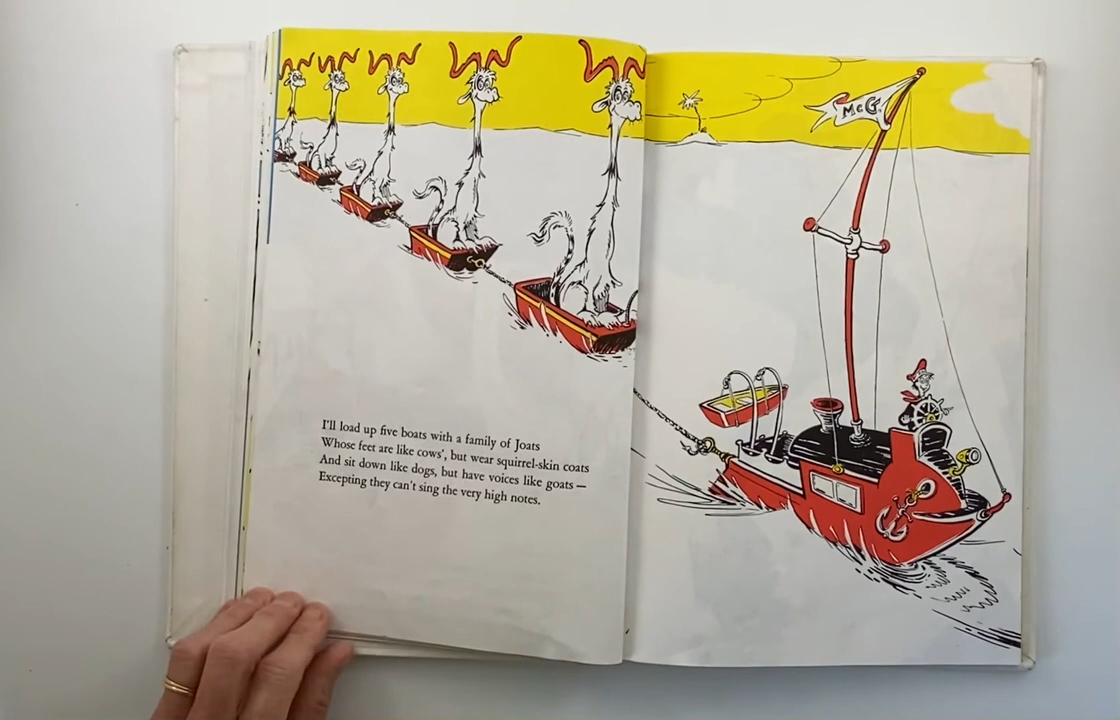 I'll load up five boats with a family of Joats
Whose feet are like cows', but wear squirrel-skin coats
And sit down like dogs, but have voices like goats —
Excepting they can't sing the very high notes.
McG.